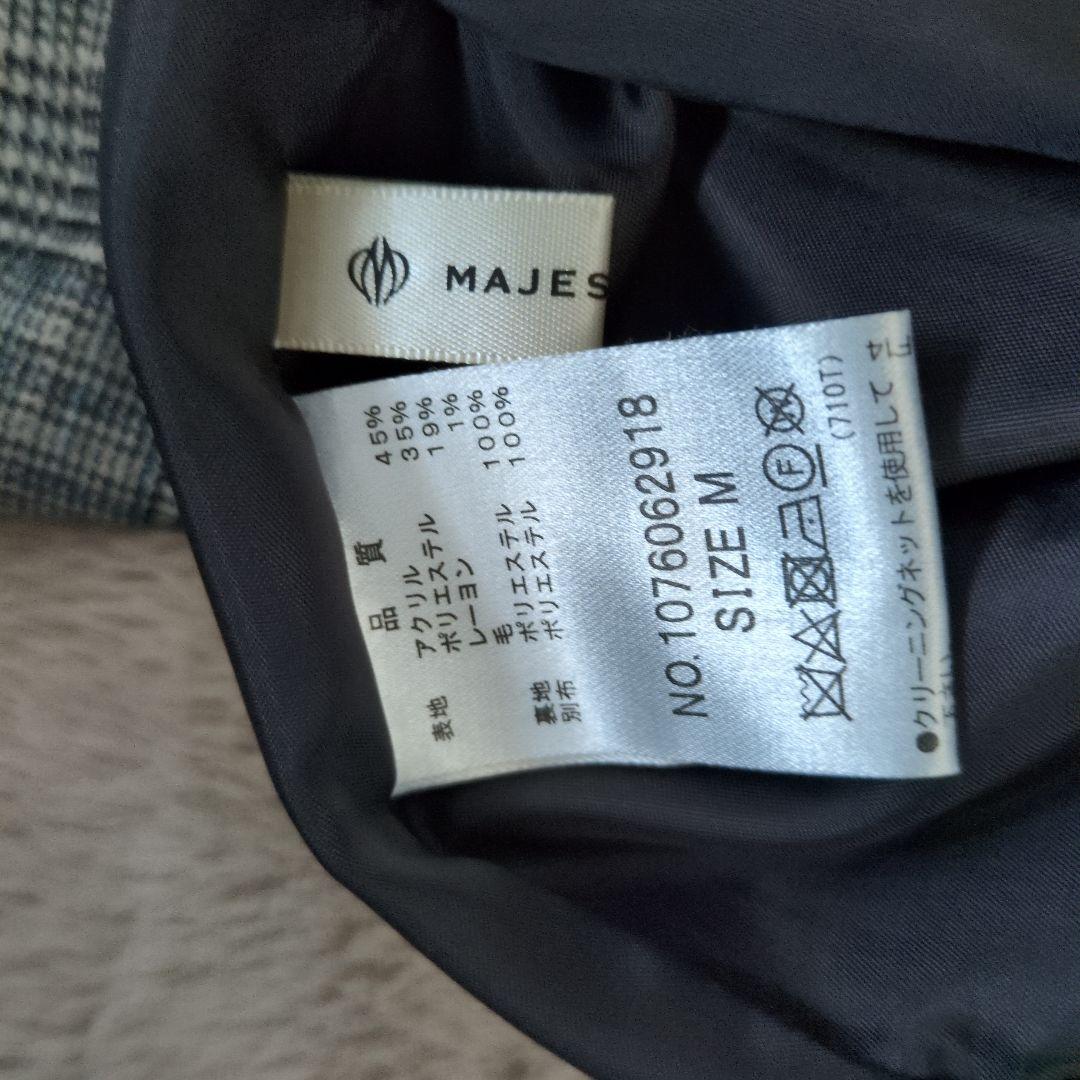 MAJES
品質
表地 アクリル 45%
ポリエステル 35%
レーヨン 19%
毛 1%
裏地 ポリエステル 100%
別布 ポリエステル 100%
NO.1076062918
SIZE M
F
(710T)
●クリーニングネットを使用して